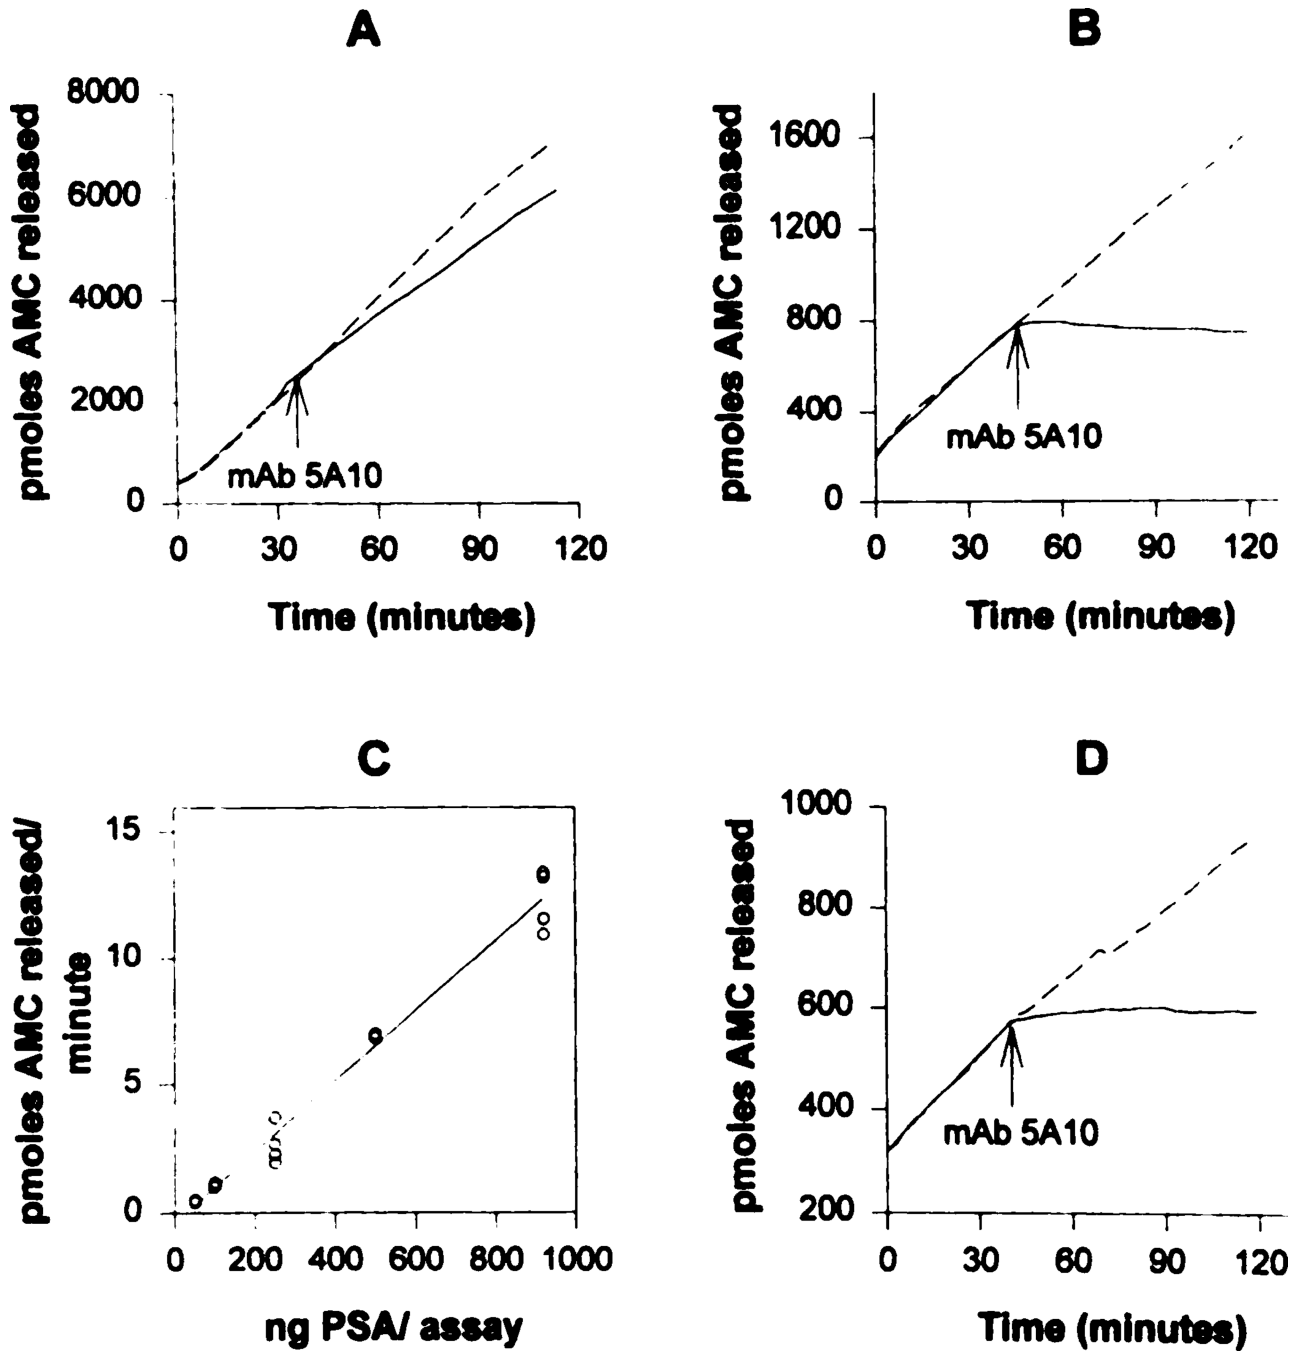 A
pmoles AMC released
8000
6000
4000
2000
0
mAb 5A10
0 30 60 90 120
Time (minutes)
B
pmoles AMC released
1600
1200
800
400
0
mAb 5A10
0 30 60 90 120
Time (minutes)
C
pmoles AMC released/
minute
15
10
5
0
0 200 400 600 800 1000
ng PSA/ assay
D
pmoles AMC released
1000
800
600
400
200
mAb 5A10
0 30 60 90 120
Time (minutes)